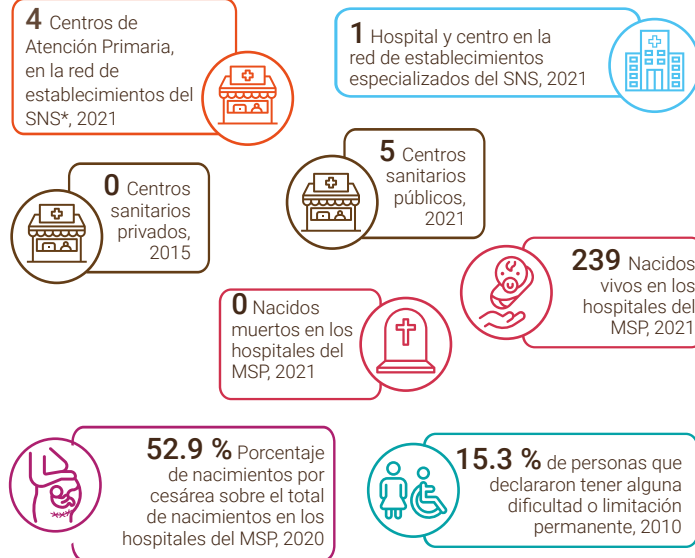 4 Centros de
Atención Primaria,
en la red de
establecimientos del
SNS*, 2021
1 Hospital y centro en la
red de establecimientos
especializados del SNS, 2021
0 Centros
sanitarios
privados,
2015
5 Centros
sanitarios
públicos,
2021
239 Nacidos
vivos en los
hospitales del
MSP, 2021
0 Nacidos
muertos en los
hospitales del
MSP, 2021
52.9 % Porcentaje
de nacimientos por
cesárea sobre el total
de nacimientos en los
hospitales del MSP, 2020
15.3 % de personas que
declararon tener alguna
dificultad o limitación
permanente, 2010